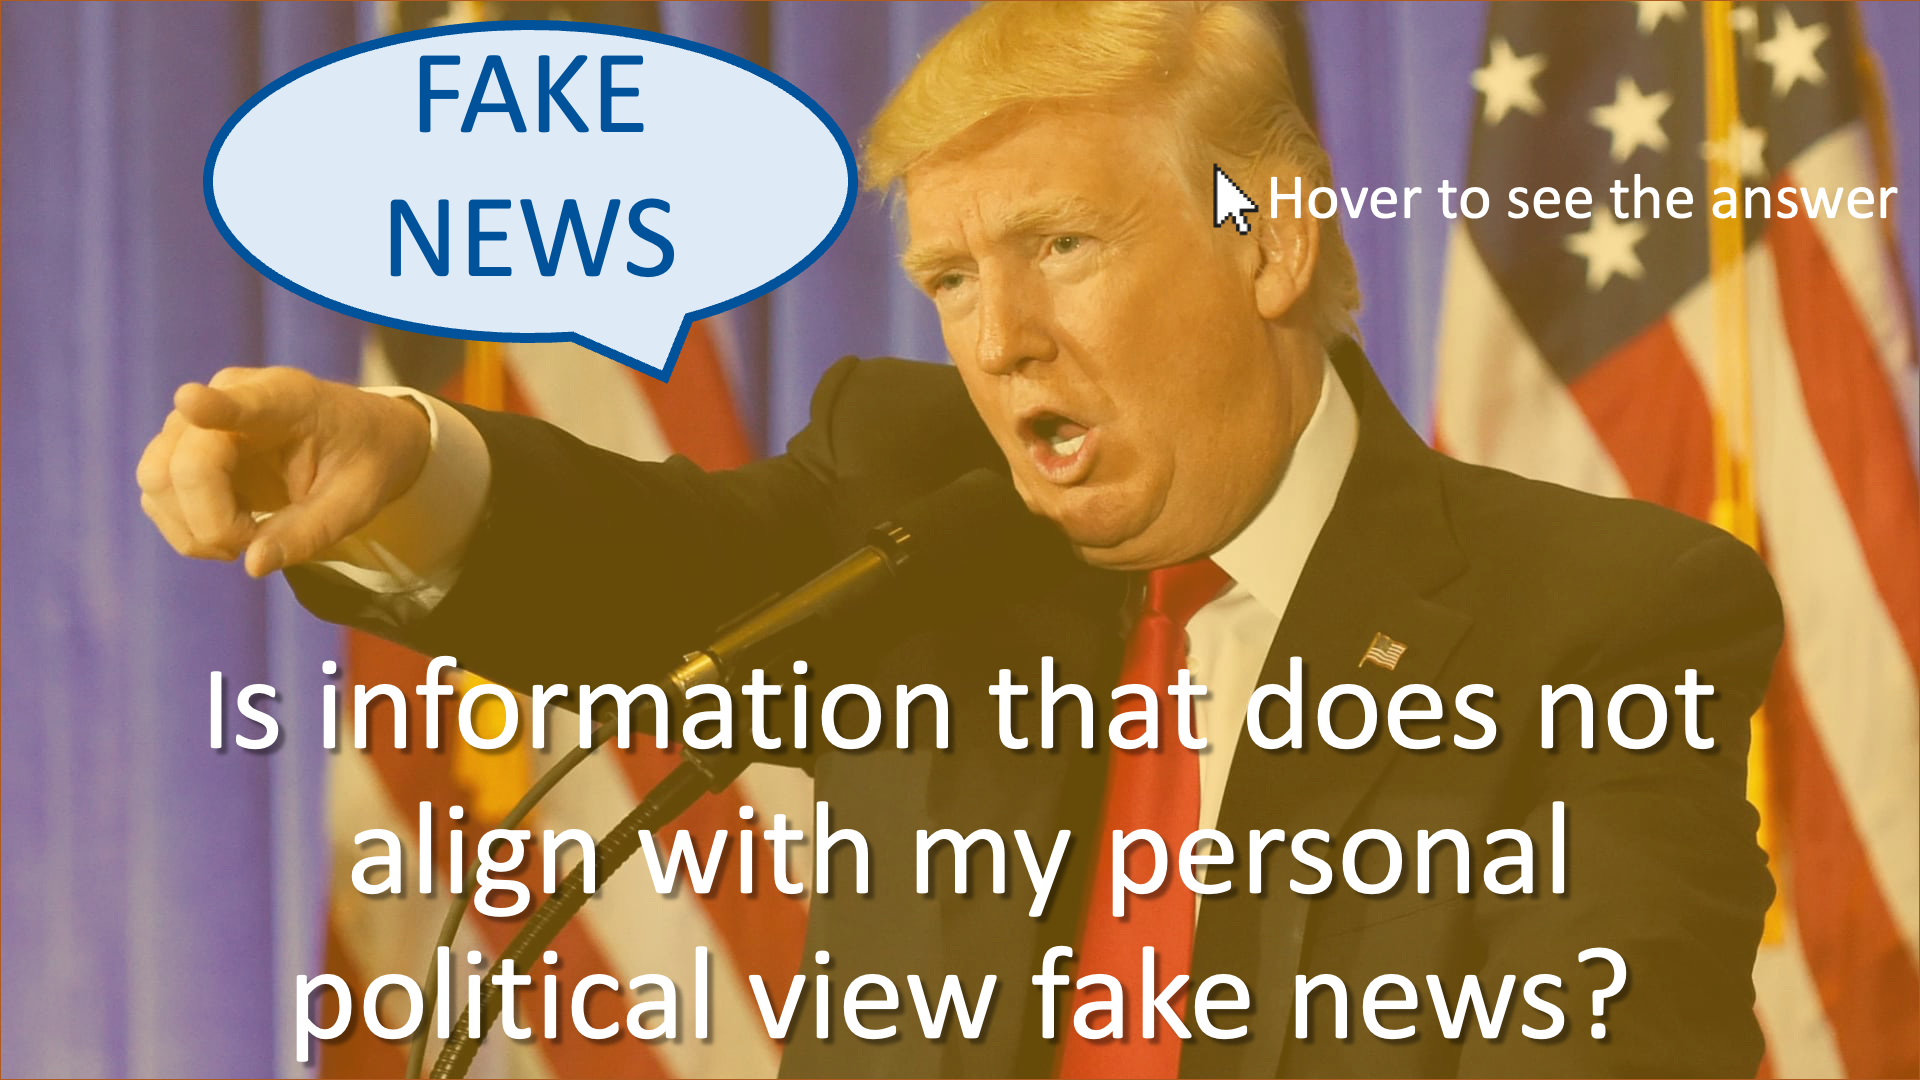 FAKE
NEWS
Hover to see the answer
Is information that does not
align with my personal
political view fake news?